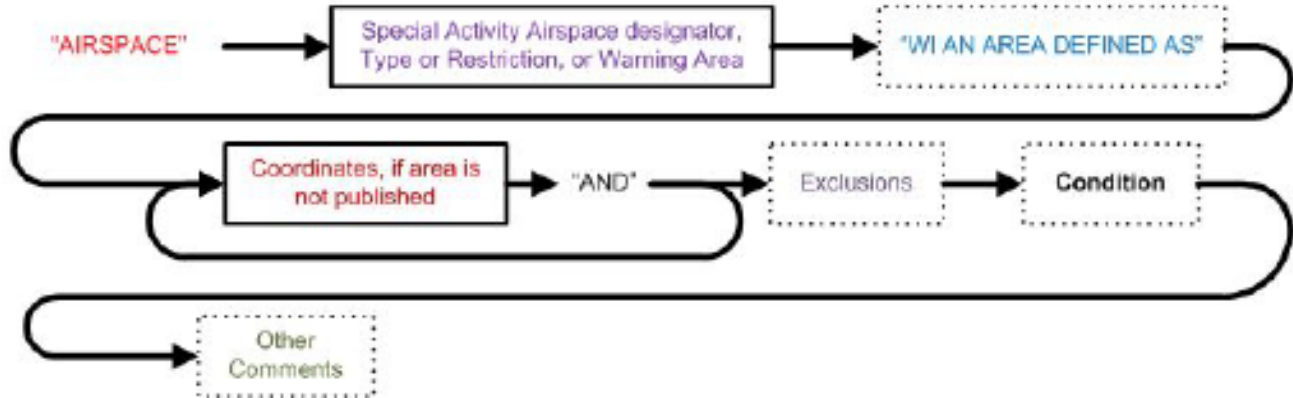 "AIRSPACE"
Special Activity Airspace designator,
Type or Restriction, or Warning Area
"WI AN AREA DEFINED AS"
Coordinates, if area is
not published
"AND"
Exclusions
Condition
Other
Comments